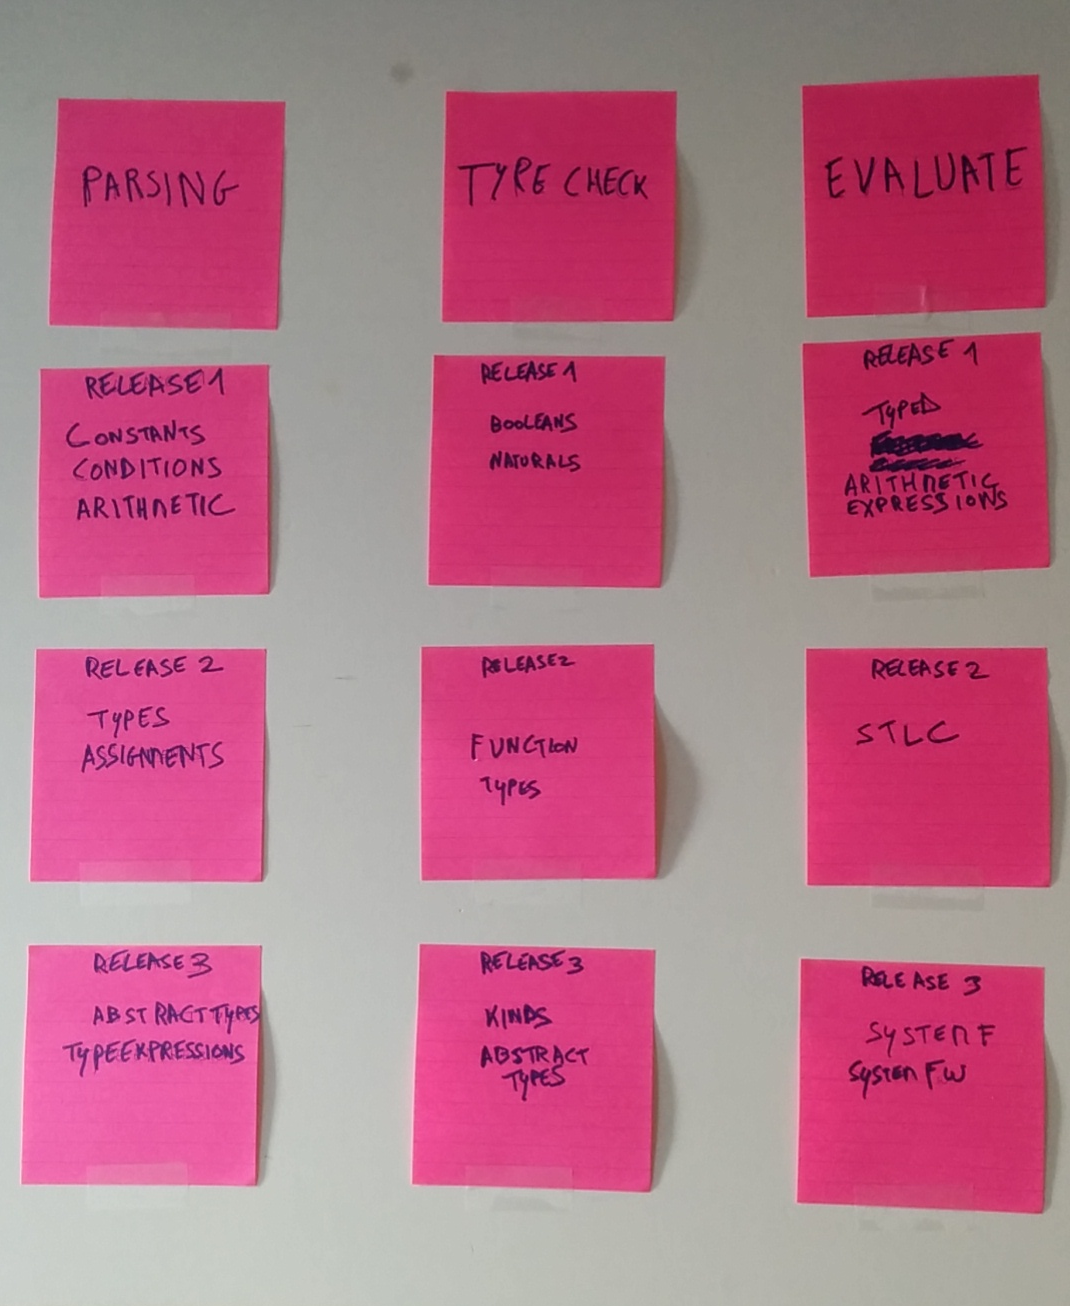 PARSING
TYPE CHECK
EVALUATE
RELEASE 1
CONSTANTS
CONDITIONS
ARITHMETIC
RELEASE 1
BOOLEANS
NATURALS
RELEASE 1
TYPED
ARITHMETIC
EXPRESSIONS
RELEASE 2
TYPES
ASSIGNMENTS
RELEASE 2
FUNCTION
TYPES
RELEASE 2
STLC
RELEASE 3
ABSTRACT TYPES
TYPE EXPRESSIONS
RELEASE 3
KINDS
ABSTRACT
TYPES
RELEASE 3
SYSTEM F
SYSTEM FW